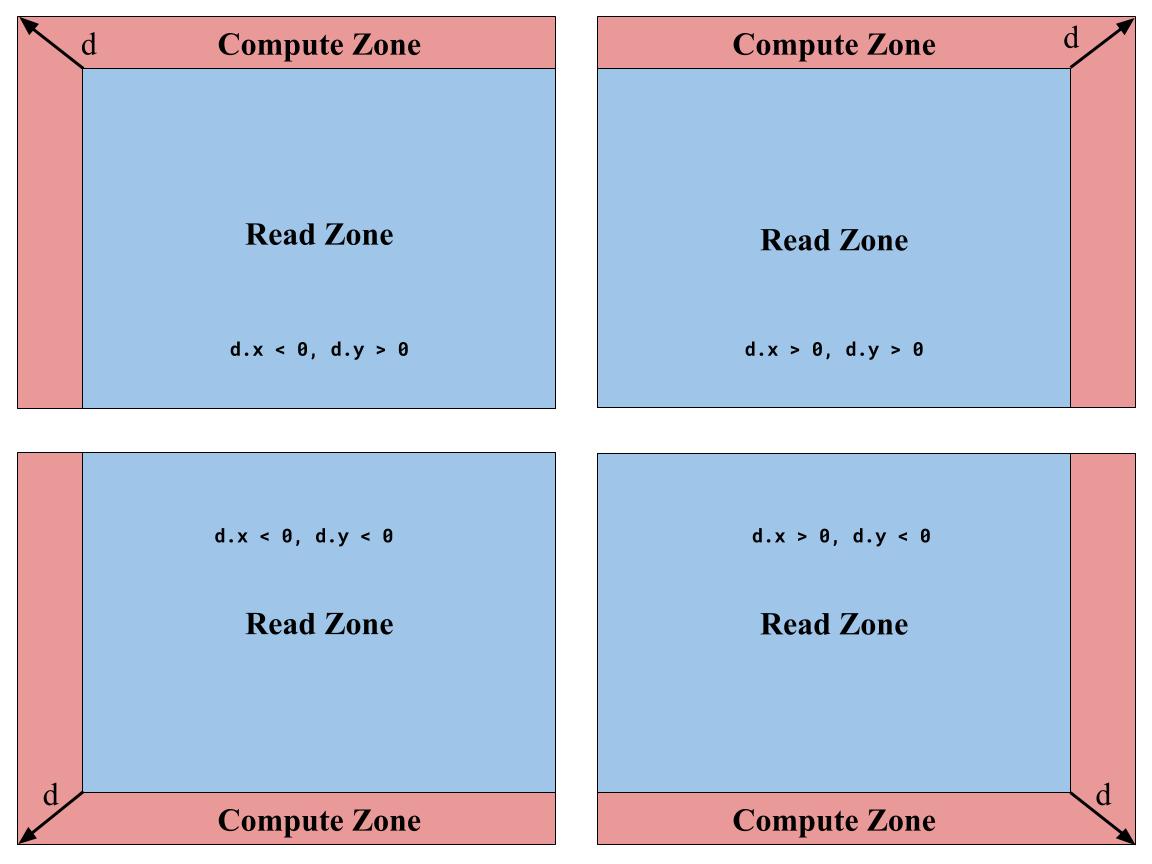 d
Compute Zone
Read Zone
d.x < 0, d.y > 0
Compute Zone
d
Read Zone
d.x > 0, d.y > 0
d.x < 0, d.y < 0
Read Zone
d
Compute Zone
d.x > 0, d.y < 0
Read Zone
d
Compute Zone